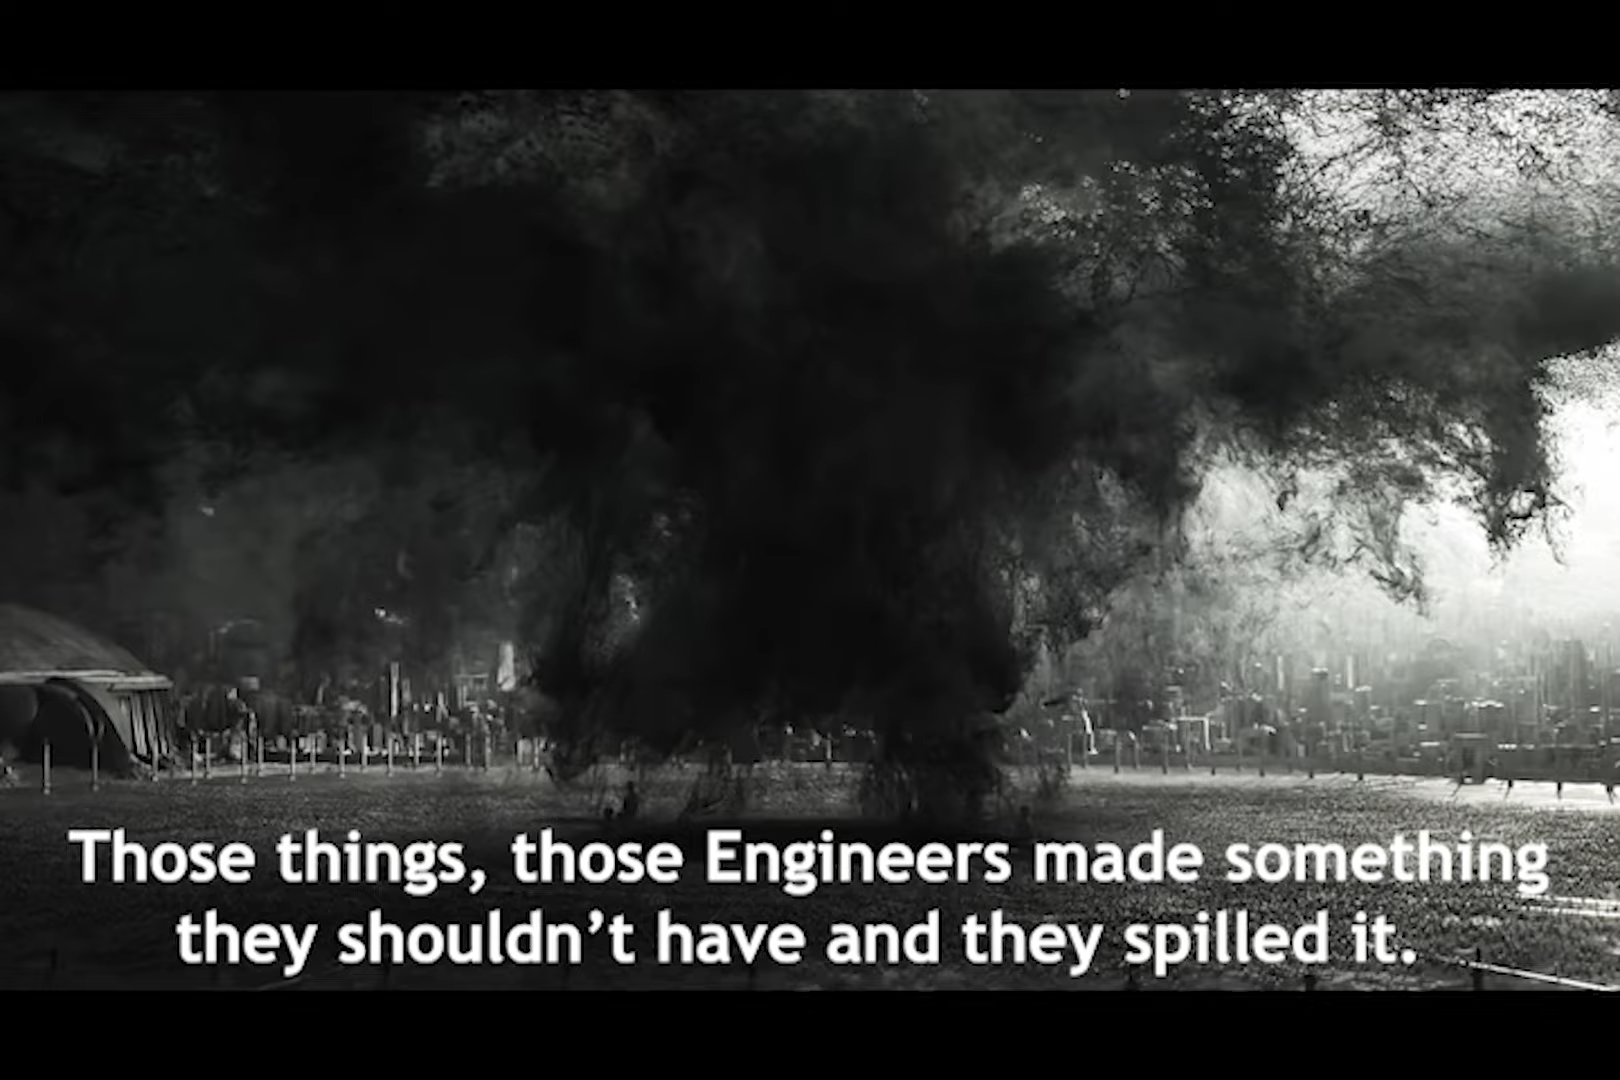 Those things, those Engineers made something
they shouldn’t have and they spilled it.